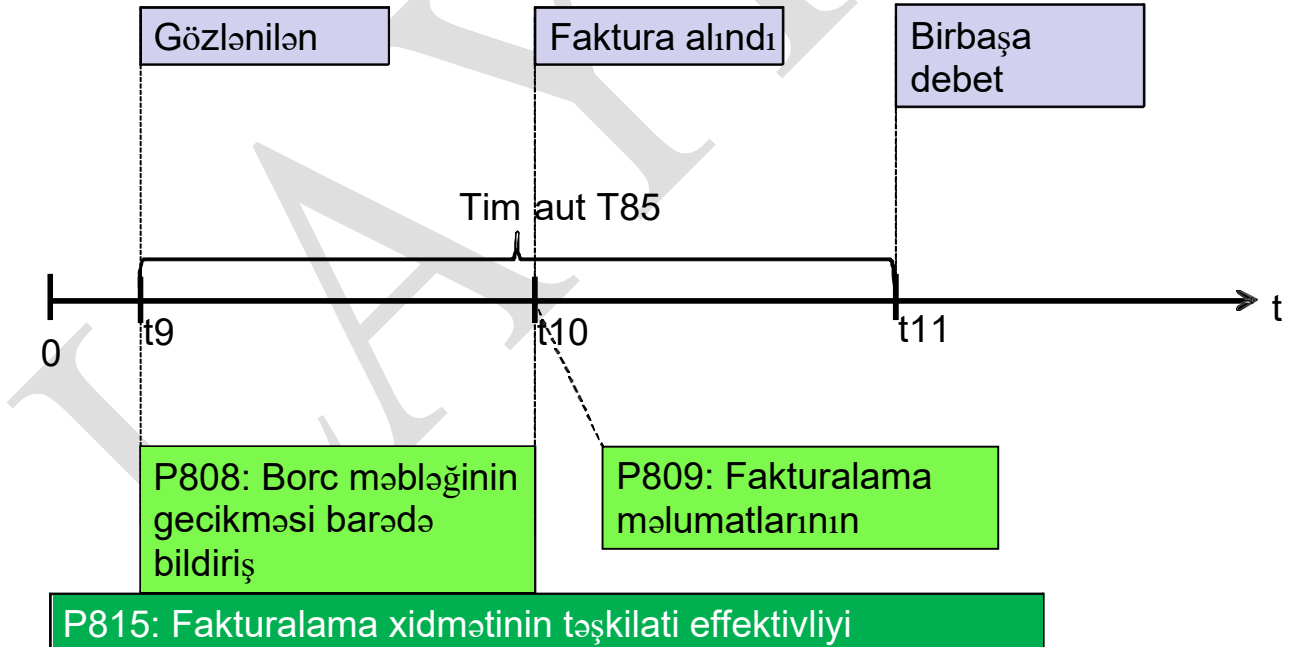 Gözlənilən
Faktura alındı
Birbaşa
debet
Tim aut T85
t
0
t9
t10
t11
P808: Borc məbləğinin
gecikməsi barədə
bildiriş
P809: Fakturalama
məlumatlarının
P815: Fakturalama xidmətinin təşkilati effektivliyi